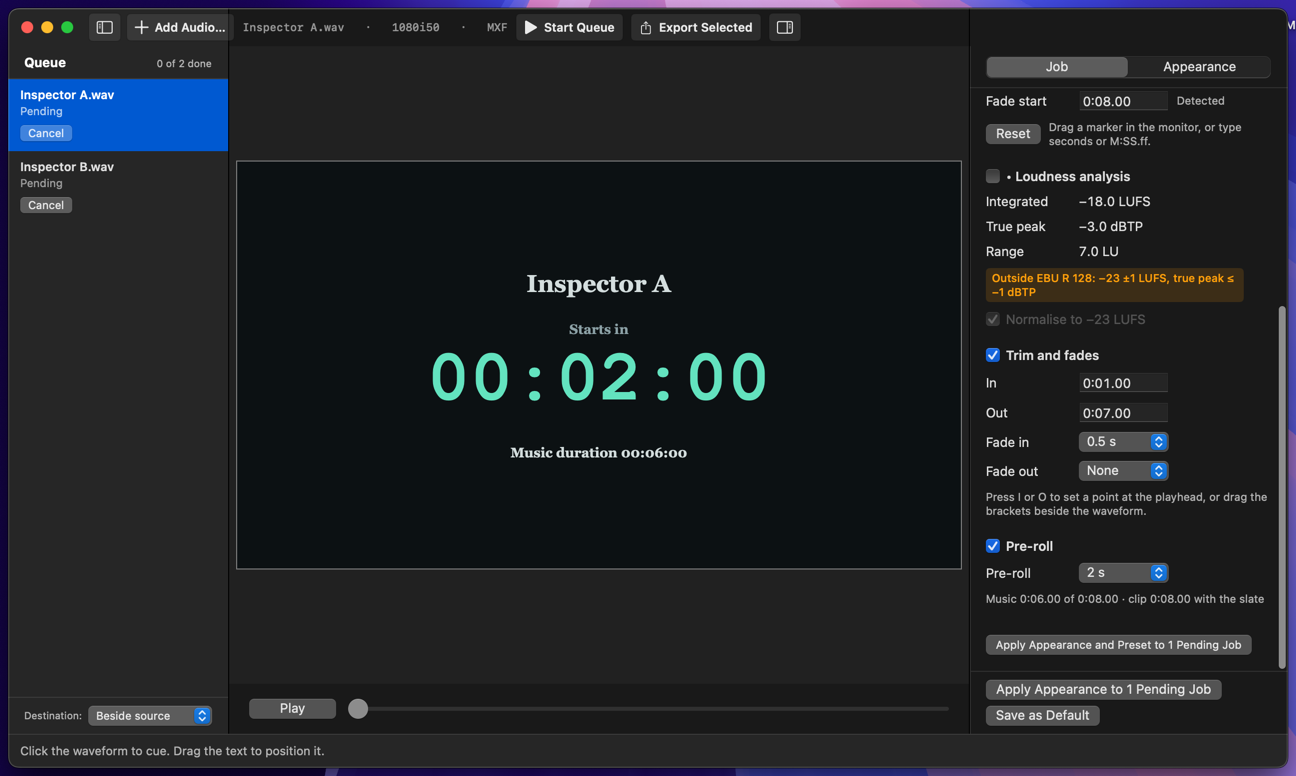 Add Audio...
Inspector A.wav · 1080i50 · MXF
Start Queue
Export Selected
Queue
0 of 2 done
Inspector A.wav
Pending
Cancel
Inspector B.wav
Pending
Cancel
Destination:
Beside source
Inspector A
Starts in
00:02:00
Music duration 00:06:00
Play
Job
Appearance
Fade start
0:08.00
Detected
Reset
Drag a marker in the monitor, or type
seconds or M:SS.ff.
• Loudness analysis
Integrated
−18.0 LUFS
True peak
−3.0 dBTP
Range
7.0 LU
Outside EBU R 128: −23 ±1 LUFS, true peak ≤
−1 dBTP
Normalise to −23 LUFS
Trim and fades
In
0:01.00
Out
0:07.00
Fade in
0.5 s
Fade out
None
Press I or O to set a point at the playhead, or drag the
brackets beside the waveform.
Pre-roll
Pre-roll
2 s
Music 0:06.00 of 0:08.00 · clip 0:08.00 with the slate
Apply Appearance and Preset to 1 Pending Job
Apply Appearance to 1 Pending Job
Save as Default
Click the waveform to cue. Drag the text to position it.